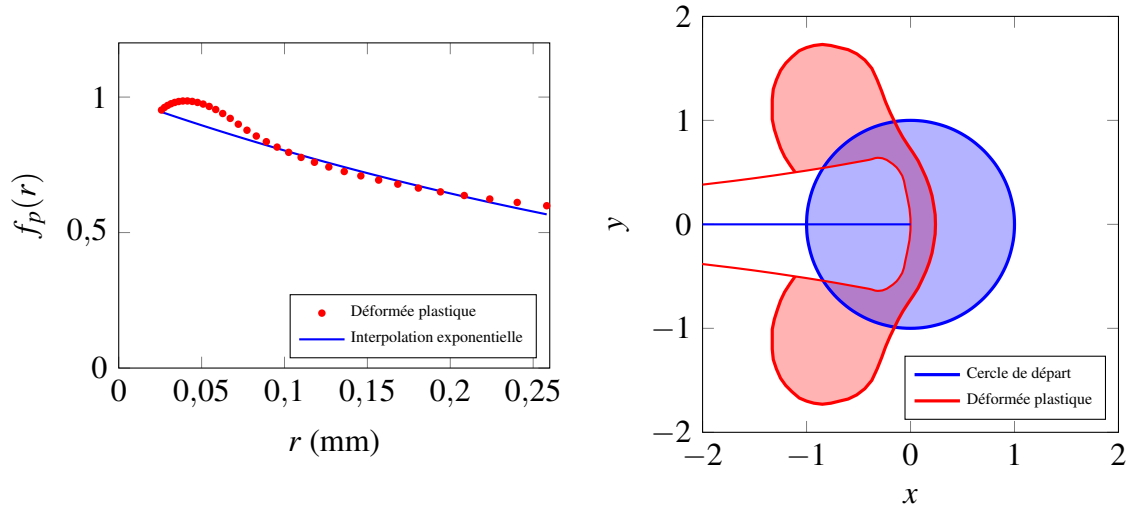 1
0,5
0
f_p(r)
0 0,05 0,1 0,15 0,2 0,25
r (mm)
Déformée plastique
Interpolation exponentielle
2
1
0
−1
−2
y
−2 −1 0 1 2
x
Cercle de départ
Déformée plastique